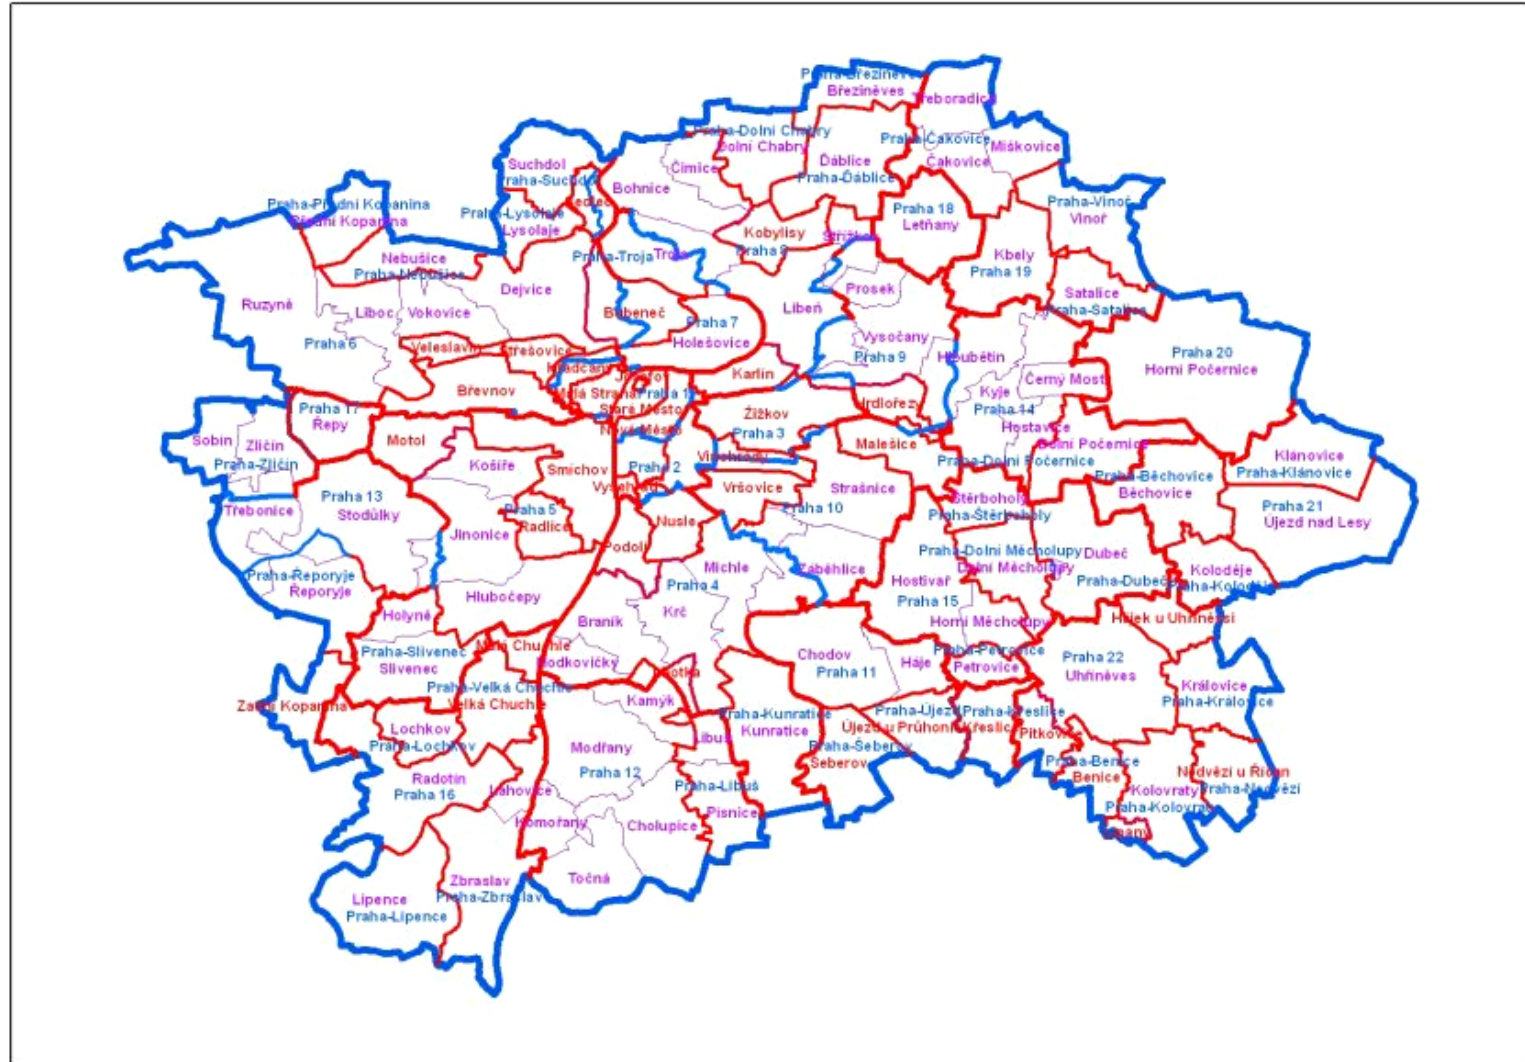 Praha-Březiněves
Březiněves
Třeboradice
Praha-Dolní Chabry
Dolní Chabry
Praha-Čakovice
Čakovice
Miškovice
Ďáblice
Praha-Ďáblice
Čimice
Bohnice
Suchdol
Praha-Suchdol
Sedlec
Praha-Lysolaje
Lysolaje
Praha-Přední Kopanina
Přední Kopanina
Nebušice
Praha-Nebušice
Praha-Vinoř
Vinoř
Praha 18
Letňany
Kobylisy
Praha 8
Střížkov
Praha-Troja
Troja
Kbely
Praha 19
Satalice
Praha-Satalice
Dejvice
Ruzyně
Liboc
Vokovice
Praha 6
Bubeneč
Praha 7
Holešovice
Libeň
Prosek
Vysočany
Praha 9
Hloubětín
Praha 20
Horní Počernice
Veleslavín
Střešovice
Břevnov
Hradčany
Josefov
Malá Strana
Praha 1
Staré Město
Nové Město
Karlín
Hrdlořezy
Černý Most
Kyje
Praha 14
Hostavice
Praha 17
Řepy
Motol
Žižkov
Praha 3
Malešice
Dolní Počernice
Praha-Dolní Počernice
Klánovice
Praha-Klánovice
Sobín
Zličín
Praha-Zličín
Košíře
Smíchov
Praha 2
Vyšehrad
Vinohrady
Vršovice
Strašnice
Praha 10
Praha-Běchovice
Běchovice
Praha 21
Újezd nad Lesy
Praha 13
Stodůlky
Třebonice
Praha 5
Radlice
Jinonice
Nusle
Podolí
Štěrboholy
Praha-Štěrboholy
Praha-Dolní Měcholupy
Dolní Měcholupy
Dubeč
Praha-Dubeč
Koloděje
Praha-Koloděje
Praha-Řeporyje
Řeporyje
Michle
Praha 4
Záběhlice
Hostivař
Praha 15
Hlubočepy
Holyně
Braník
Krč
Horní Měcholupy
Hájek u Uhříněvsi
Praha-Slivenec
Slivenec
Malá Chuchle
Hodkovičky
Lhotka
Chodov
Praha 11
Háje
Praha-Petrovice
Petrovice
Praha 22
Uhříněves
Královice
Praha-Královice
Praha-Velká Chuchle
Velká Chuchle
Zadní Kopanina
Kamýk
Lochkov
Praha-Lochkov
Libuš
Praha-Kunratice
Kunratice
Praha-Újezd
Újezd u Průhonic
Praha-Křeslice
Křeslice
Pitkovice
Praha-Šeberov
Šeberov
Modřany
Praha 12
Praha-Libuš
Písnice
Praha-Benice
Benice
Nedvězí u Říčan
Praha-Nedvězí
Kolovraty
Praha-Kolovraty
Lipany
Radotín
Praha 16
Lahovice
Komořany
Cholupice
Točná
Zbraslav
Praha-Zbraslav
Lipence
Praha-Lipence